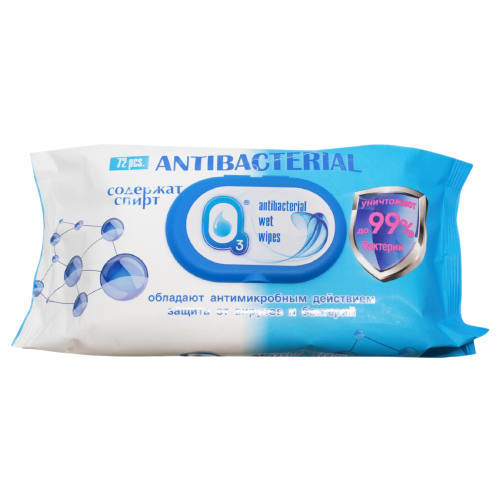 72 pcs. ANTIBACTERIAL
содержат
спирт
O3®
antibacterial
wet
wipes
уничтожают
до 99%
бактерий
обладают антимикробным действием
защита от вирусов и бактерий